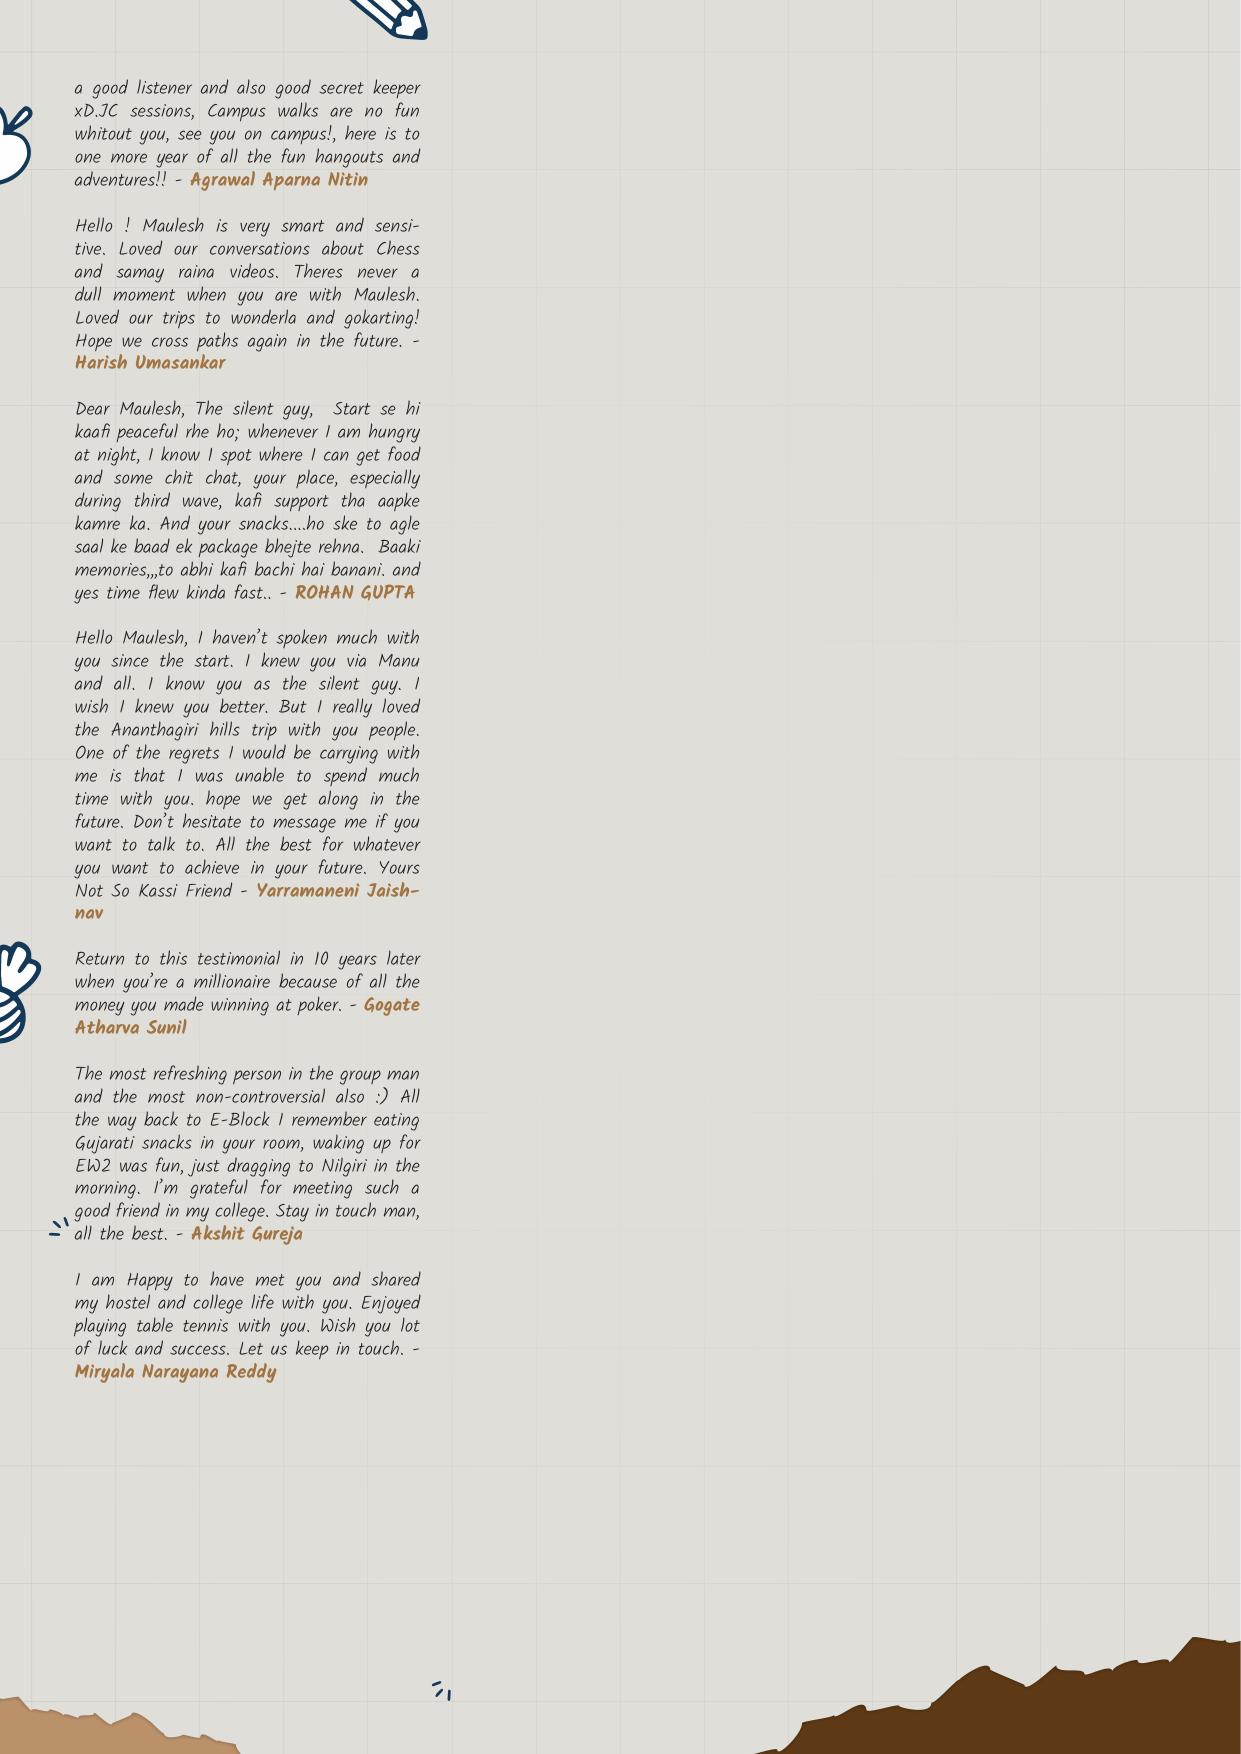 a good listener and also good secret keeper
xD.JC sessions, Campus walks are no fun
whitout you, see you on campus!, here is to
one more year of all the fun hangouts and
adventures!! - Agrawal Aparna Nitin
Hello ! Maulesh is very smart and sensi-
tive. Loved our conversations about Chess
and samay raina videos. Theres never a
dull moment when you are with Maulesh.
Loved our trips to wonderla and gokarting!
Hope we cross paths again in the future. -
Harish Umasankar
Dear Maulesh, The silent guy,  Start se hi
kaafi peaceful rhe ho; whenever I am hungry
at night, I know I spot where I can get food
and some chit chat, your place, especially
during third wave, kafi support tha aapke
kamre ka. And your snacks....ho ske to agle
saal ke baad ek package bhejte rehna.  Baaki
memories,,,to abhi kafi bachi hai banani. and
yes time flew kinda fast.. - ROHAN GUPTA
Hello Maulesh, I haven't spoken much with
you since the start. I knew you via Manu
and all. I know you as the silent guy. I
wish I knew you better. But I really loved
the Ananthagiri hills trip with you people.
One of the regrets I would be carrying with
me is that I was unable to spend much
time with you. hope we get along in the
future. Don't hesitate to message me if you
want to talk to. All the best for whatever
you want to achieve in your future. Yours
Not So Kassi Friend - Yarramaneni Jaish-
nav
Return to this testimonial in 10 years later
when you're a millionaire because of all the
money you made winning at poker. - Gogate
Atharva Sunil
The most refreshing person in the group man
and the most non-controversial also :) All
the way back to E-Block I remember eating
Gujarati snacks in your room, waking up for
EW2 was fun, just dragging to Nilgiri in the
morning. I'm grateful for meeting such a
good friend in my college. Stay in touch man,
all the best. - Akshit Gureja
I am Happy to have met you and shared
my hostel and college life with you. Enjoyed
playing table tennis with you. Wish you lot
of luck and success. Let us keep in touch. -
Miryala Narayana Reddy